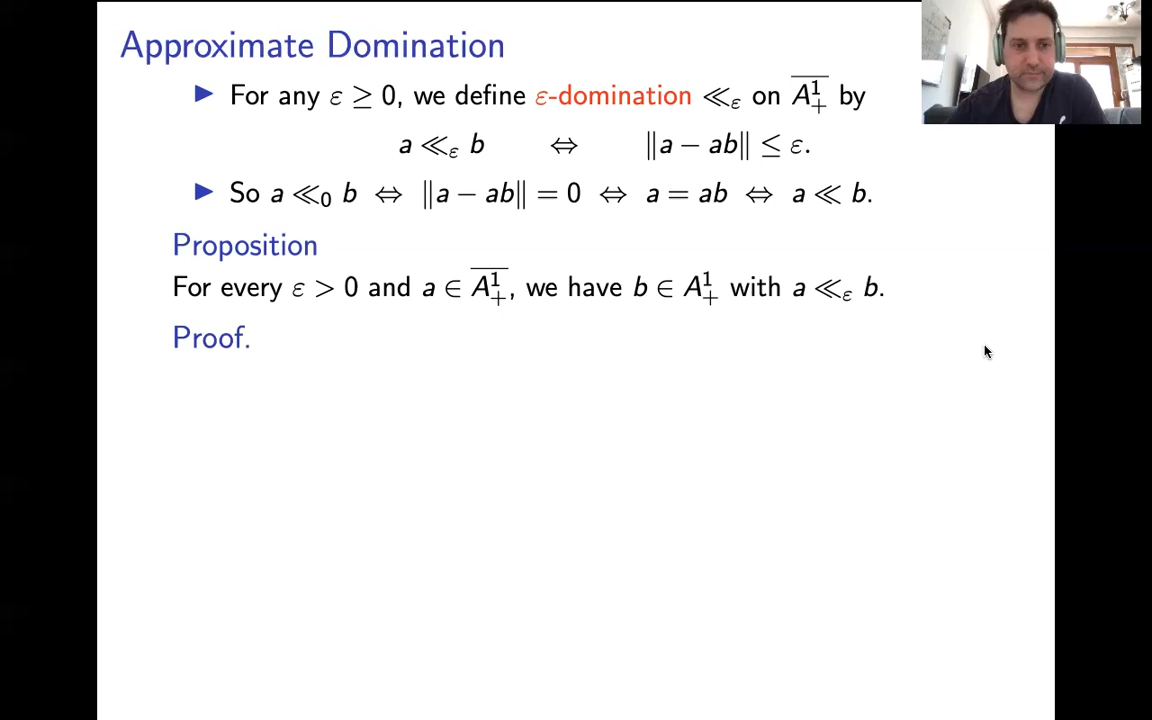 Approximate Domination
▶ For any ε ≥ 0, we define ε-domination ≪_ε on \overline{A^1_+} by
a ≪_ε b ⇔ ‖a − ab‖ ≤ ε.
▶ So a ≪_0 b ⇔ ‖a − ab‖ = 0 ⇔ a = ab ⇔ a ≪ b.
Proposition
For every ε > 0 and a ∈ \overline{A^1_+}, we have b ∈ A^1_+ with a ≪_ε b.
Proof.